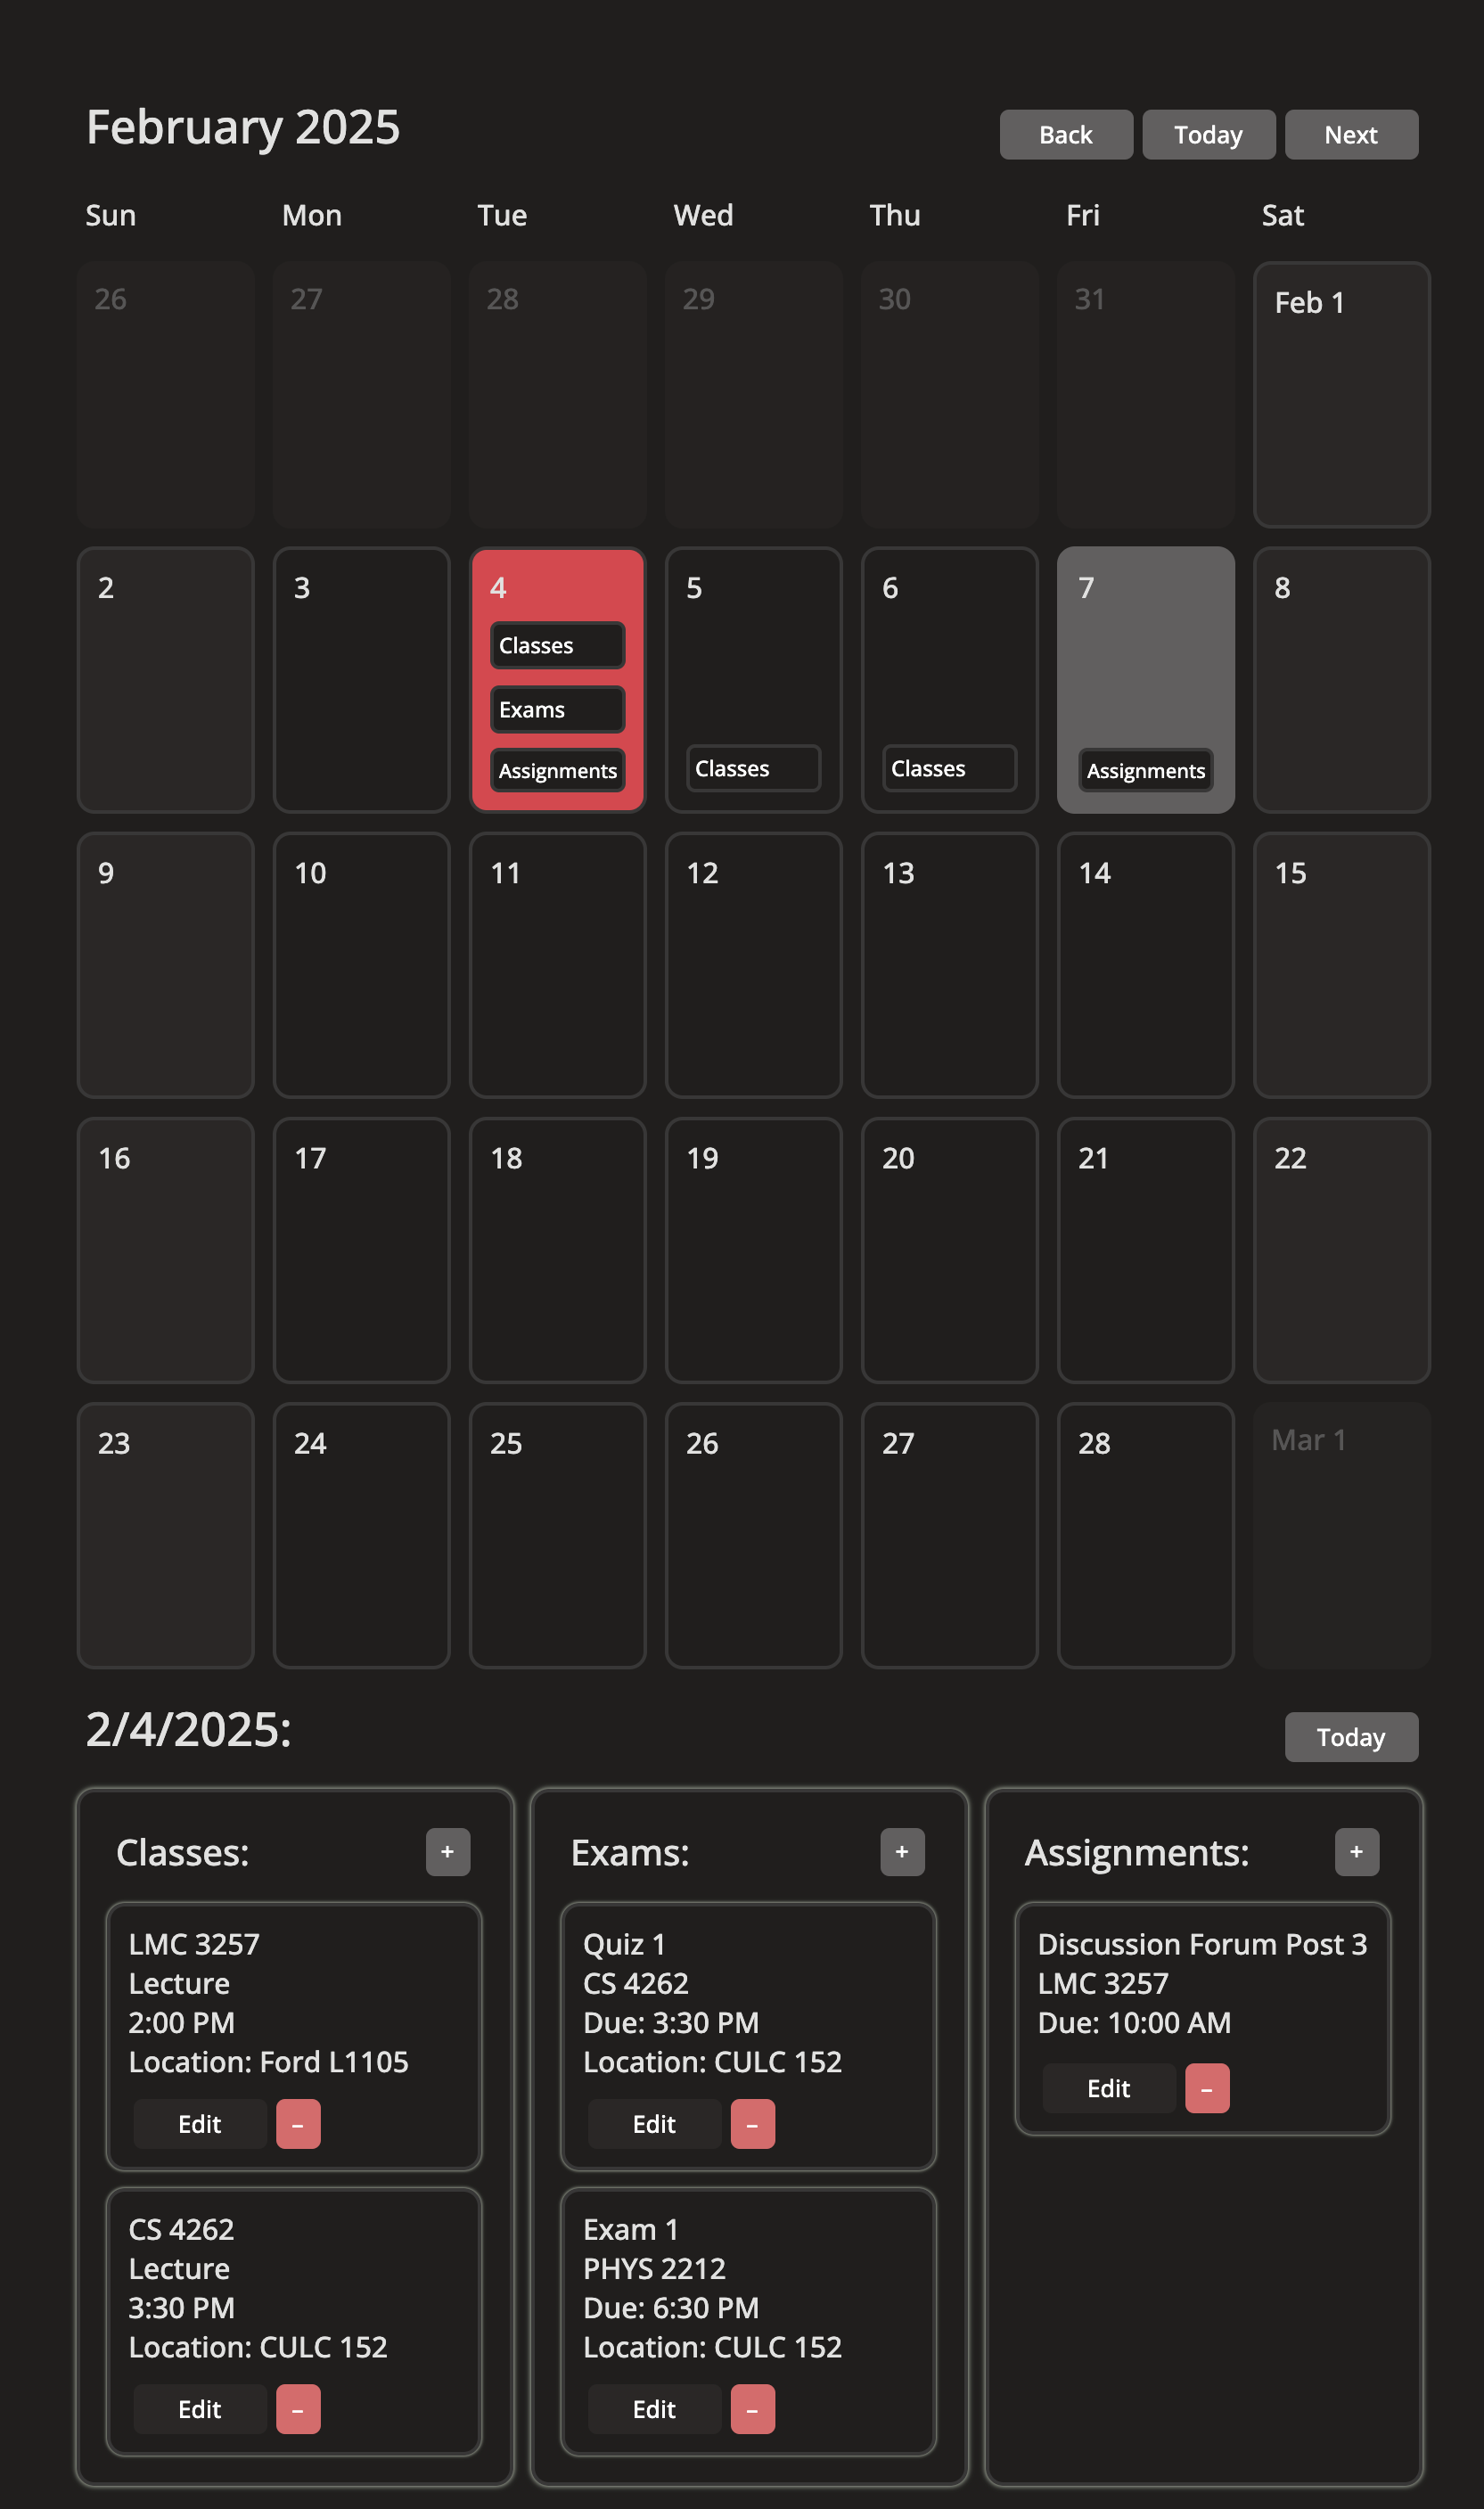 February 2025
Back Today Next
Sun Mon Tue Wed Thu Fri Sat
26 27 28 29 30 31 Feb 1
2 3 4 5 6 7 8
Classes
Exams
Assignments Classes Classes Assignments
9 10 11 12 13 14 15
16 17 18 19 20 21 22
23 24 25 26 27 28 Mar 1
2/4/2025:
Today
Classes: +
LMC 3257
Lecture
2:00 PM
Location: Ford L1105
Edit –
CS 4262
Lecture
3:30 PM
Location: CULC 152
Edit –
Exams: +
Quiz 1
CS 4262
Due: 3:30 PM
Location: CULC 152
Edit –
Exam 1
PHYS 2212
Due: 6:30 PM
Location: CULC 152
Edit –
Assignments: +
Discussion Forum Post 3
LMC 3257
Due: 10:00 AM
Edit –